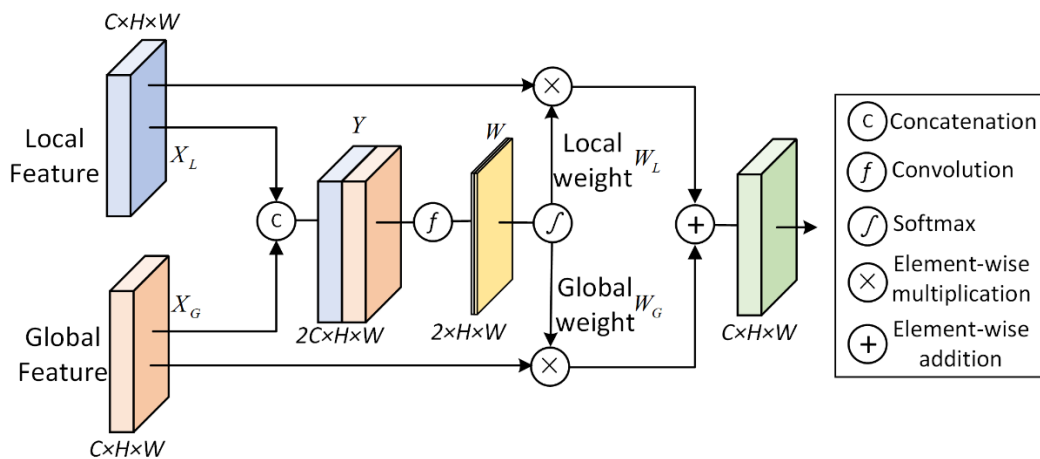 C×H×W
Local
Feature
X_L
Y
W
Local
weight W_L
C
f
∫
×
+
X_G
Global
Feature
2C×H×W
2×H×W
Global
weight W_G
×
C×H×W
C×H×W
C Concatenation
f Convolution
∫ Softmax
× Element-wise
multiplication
+ Element-wise
addition